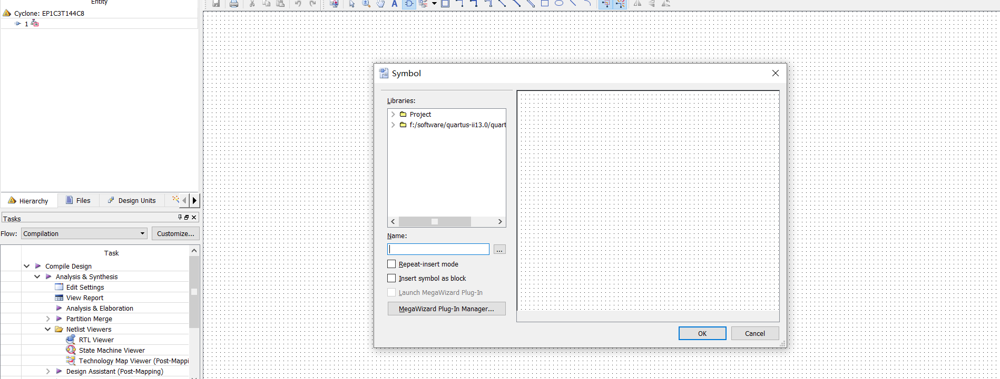 Entity
Cyclone: EP1C3T144C8
1
Hierarchy
Files
Design Units
Tasks
Flow:
Compilation
Customize...
Task
Compile Design
Analysis & Synthesis
Edit Settings
View Report
Analysis & Elaboration
Partition Merge
Netlist Viewers
RTL Viewer
State Machine Viewer
Technology Map Viewer (Post-Mappi
Design Assistant (Post-Mapping)
A
Symbol
Libraries:
Project
f:/software/quartus-ii13.0/quart
Name:
...
Repeat-insert mode
Insert symbol as block
Launch MegaWizard Plug-In
MegaWizard Plug-In Manager...
OK
Cancel